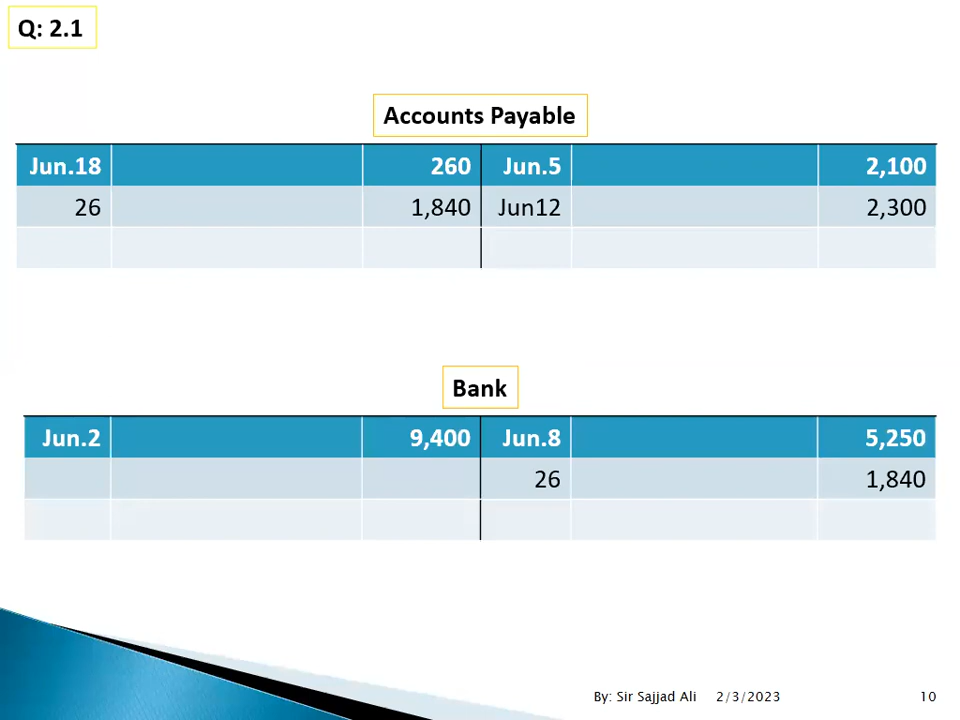 Q: 2.1
Accounts Payable
Jun.18 260 Jun.5 2,100
26 1,840 Jun12 2,300
Bank
Jun.2 9,400 Jun.8 5,250
26 1,840
By: Sir Sajjad Ali 2/3/2023 10